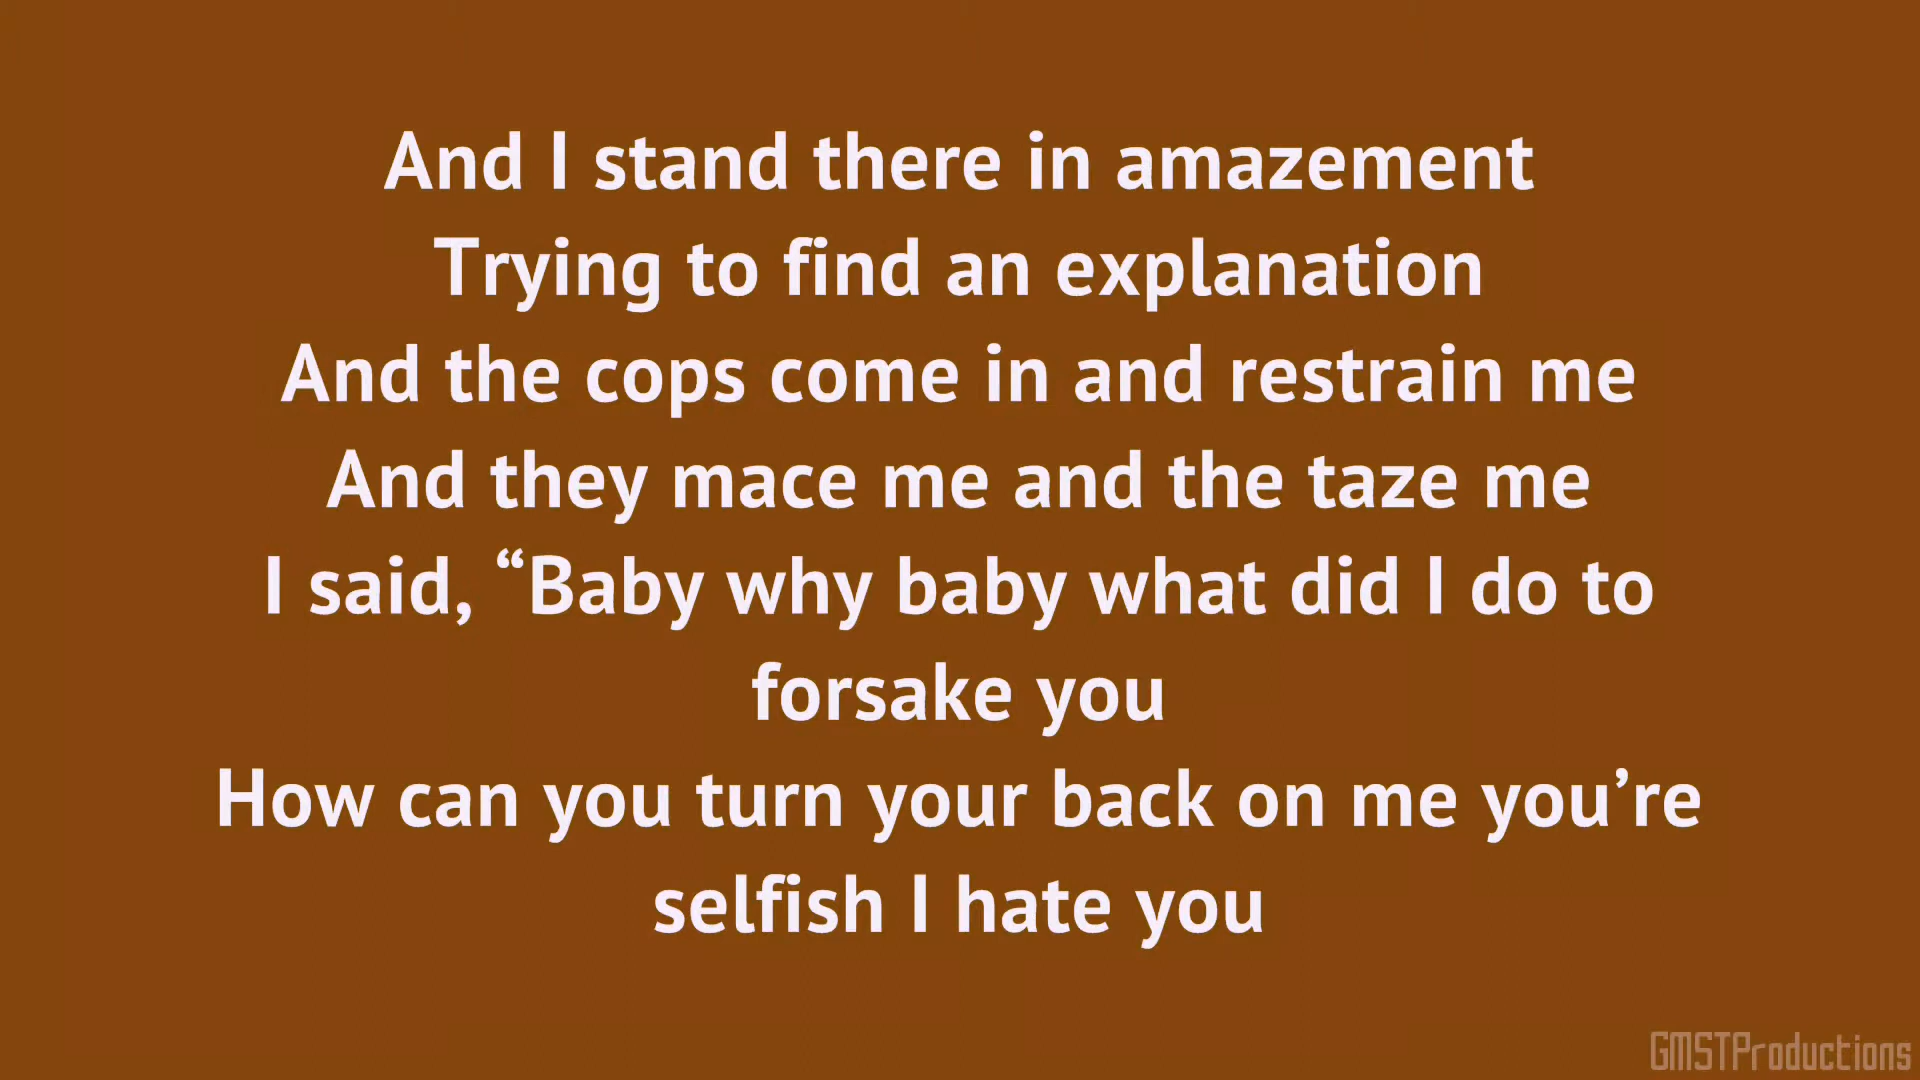 And I stand there in amazement
Trying to find an explanation
And the cops come in and restrain me
And they mace me and the taze me
I said, “Baby why baby what did I do to
forsake you
How can you turn your back on me you’re
selfish I hate you
GMSTProductions